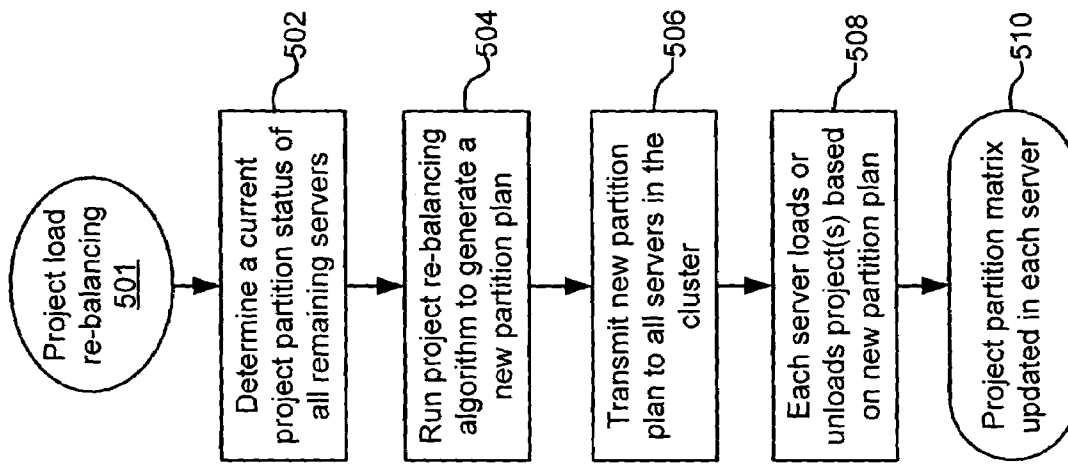 Project load
re-balancing
501
Determine a current
project partition status of
all remaining servers
502
Run project re-balancing
algorithm to generate a
new partition plan
504
Transmit new partition
plan to all servers in the
cluster
506
Each server loads or
unloads project(s) based
on new partition plan
508
Project partition matrix
updated in each server
510